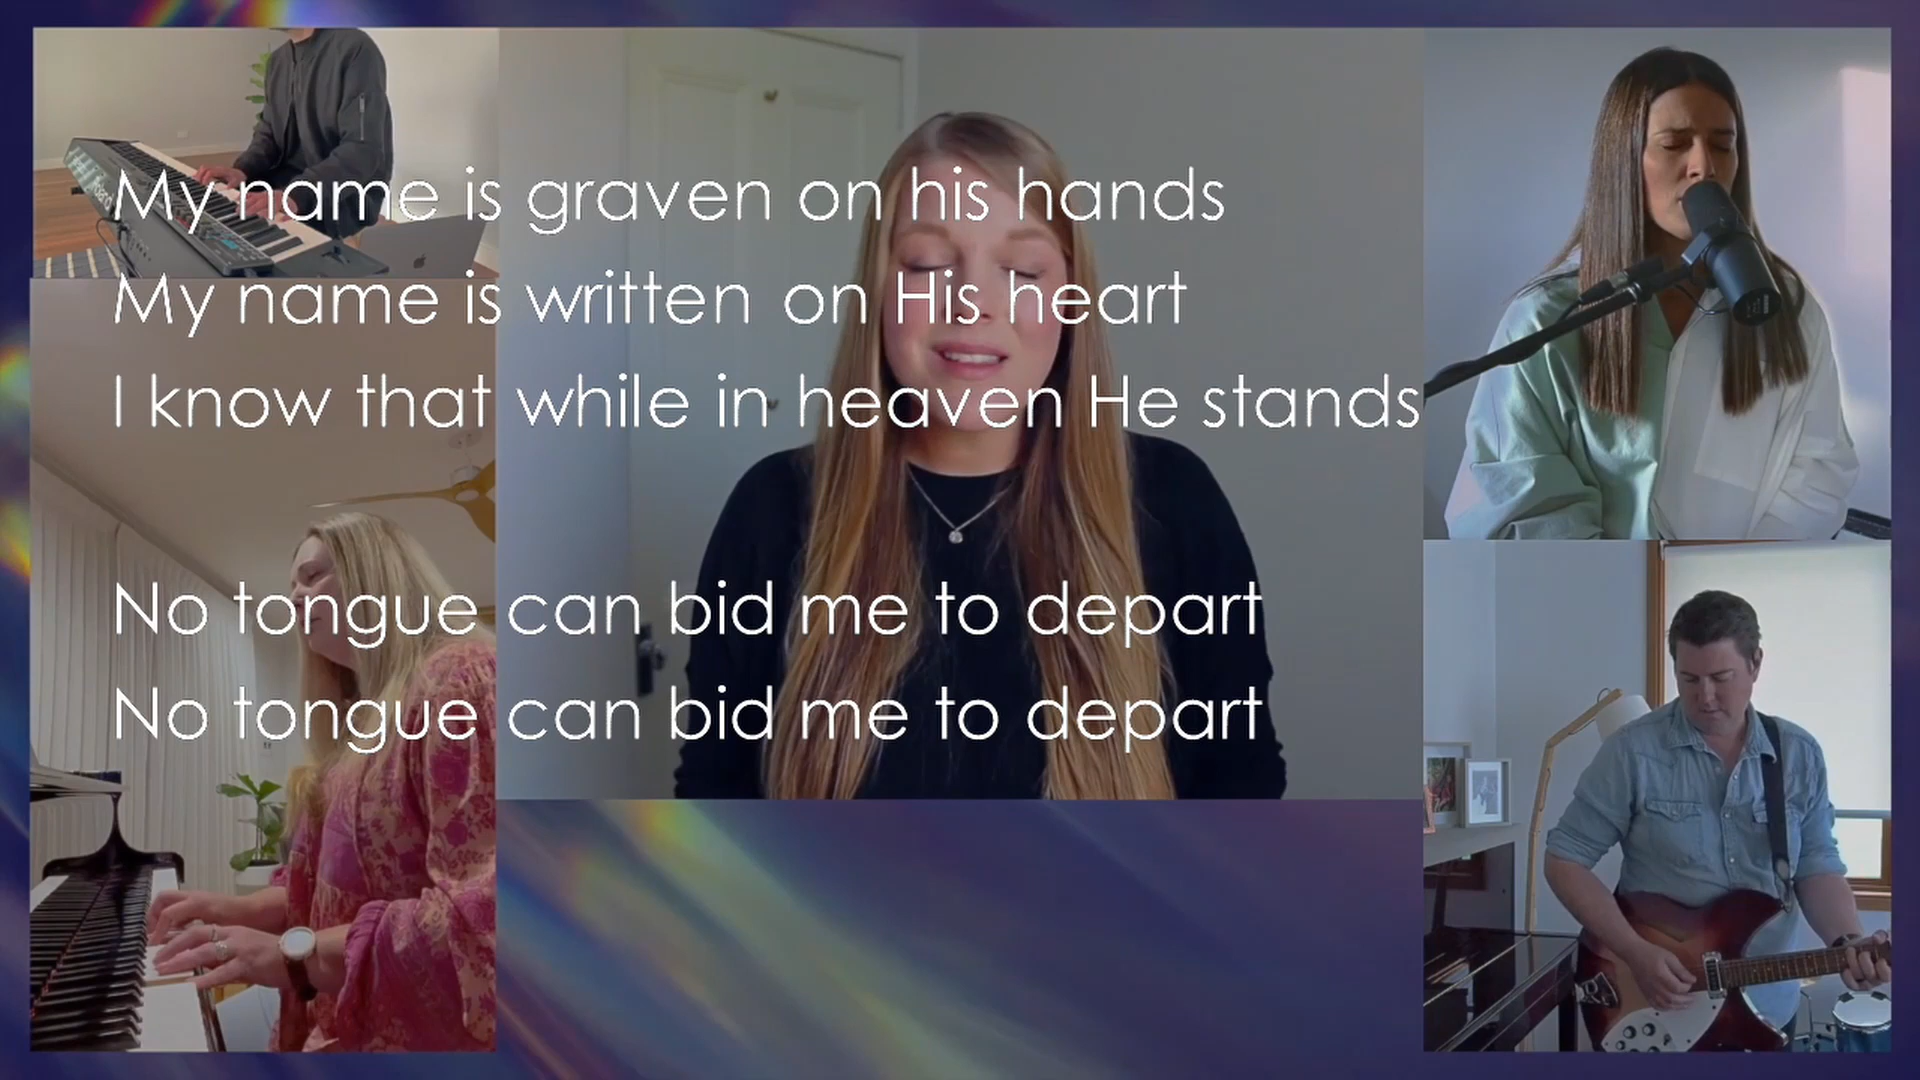 My name is graven on his hands
My name is written on His heart
I know that while in heaven He stands
No tongue can bid me to depart
No tongue can bid me to depart